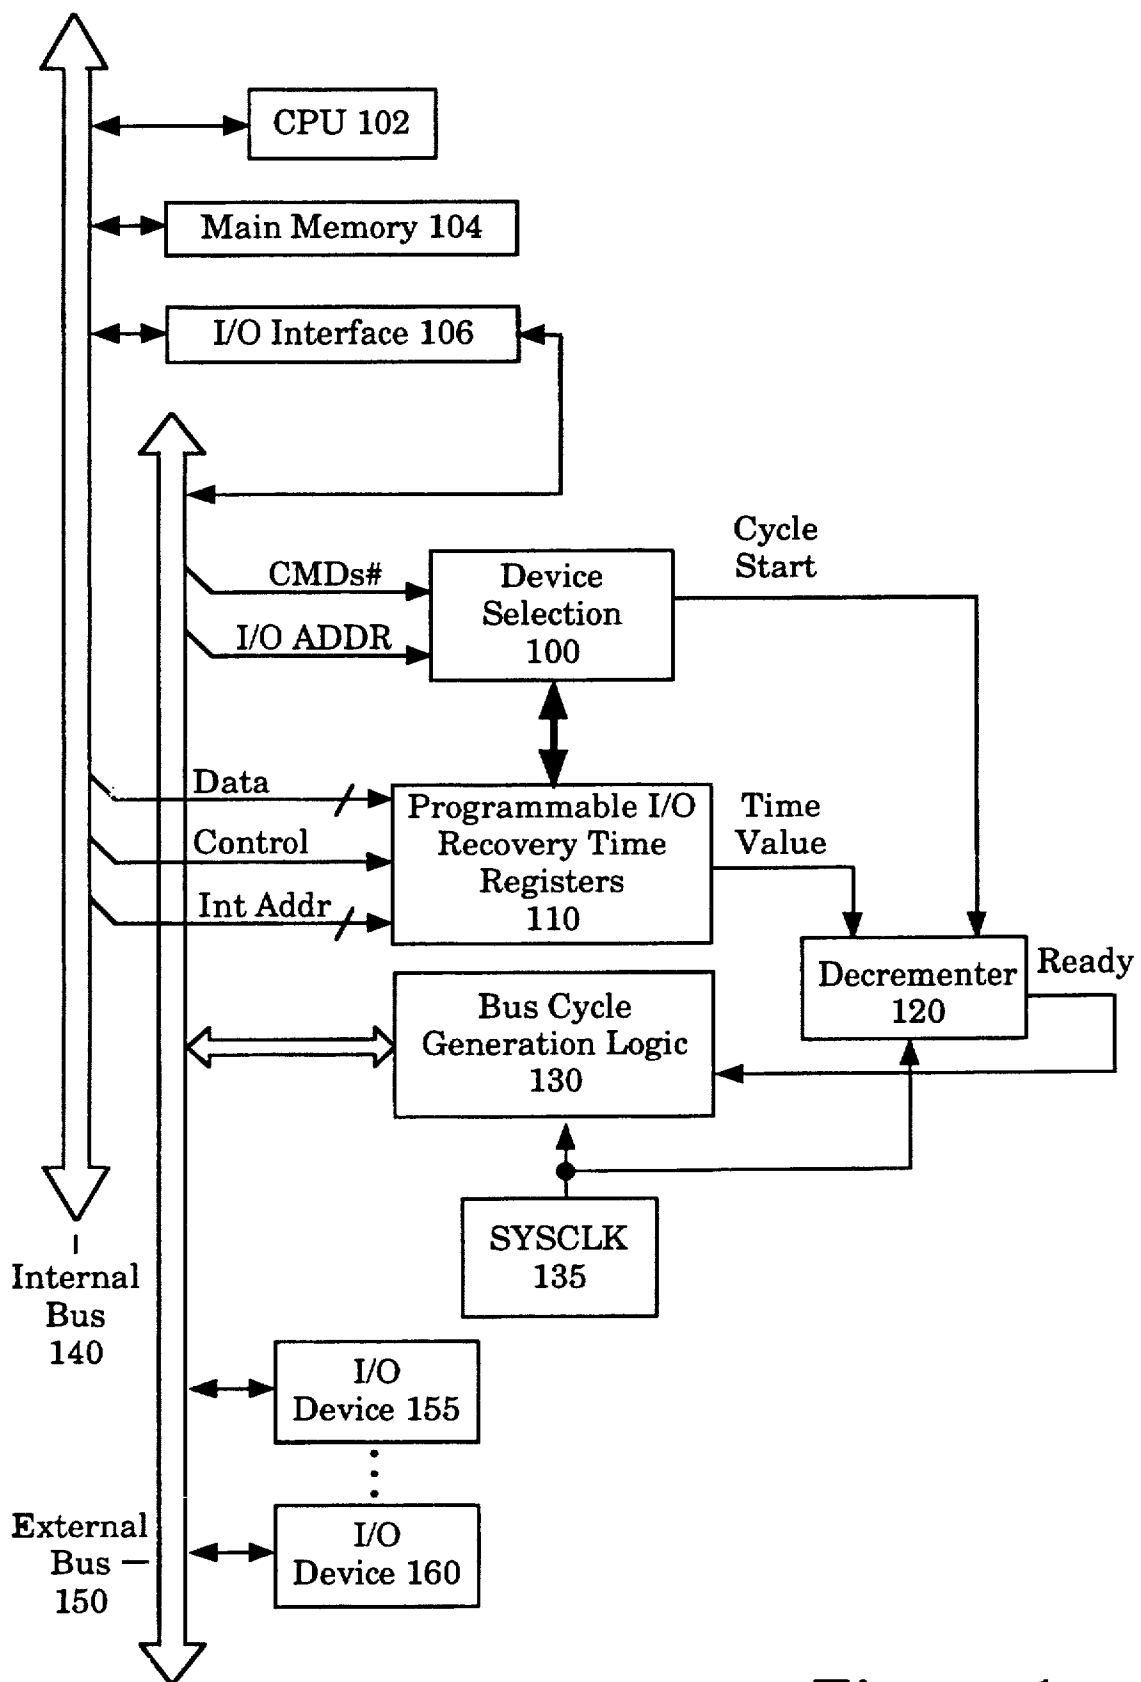 CPU 102
Main Memory 104
I/O Interface 106
Cycle
Start
CMDs#
I/O ADDR
Device
Selection
100
Data
Control
Int Addr
Programmable I/O
Recovery Time
Registers
110
Time
Value
Decrementer
120
Ready
Bus Cycle
Generation Logic
130
SYSCLK
135
Internal
Bus
140
I/O
Device 155
I/O
Device 160
External
Bus
150